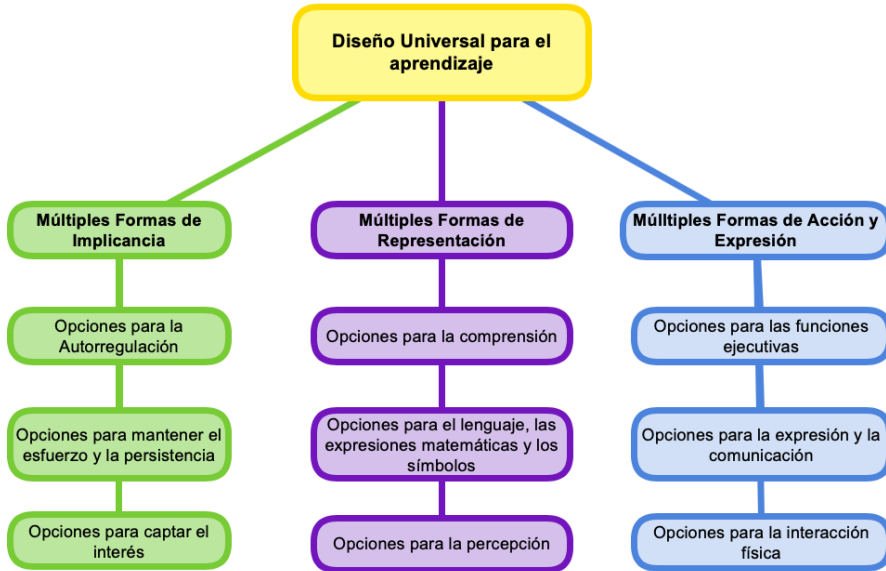 Diseño Universal para el
aprendizaje
Múltiples Formas de
Implicancia
Opciones para la
Autorregulación
Opciones para mantener el
esfuerzo y la persistencia
Opciones para captar el
interés
Múltiples Formas de
Representación
Opciones para la comprensión
Opciones para el lenguaje, las
expresiones matemáticas y los
símbolos
Opciones para la percepción
Múlltiples Formas de Acción y
Expresión
Opciones para las funciones
ejecutivas
Opciones para la expresión y la
comunicación
Opciones para la interacción
física